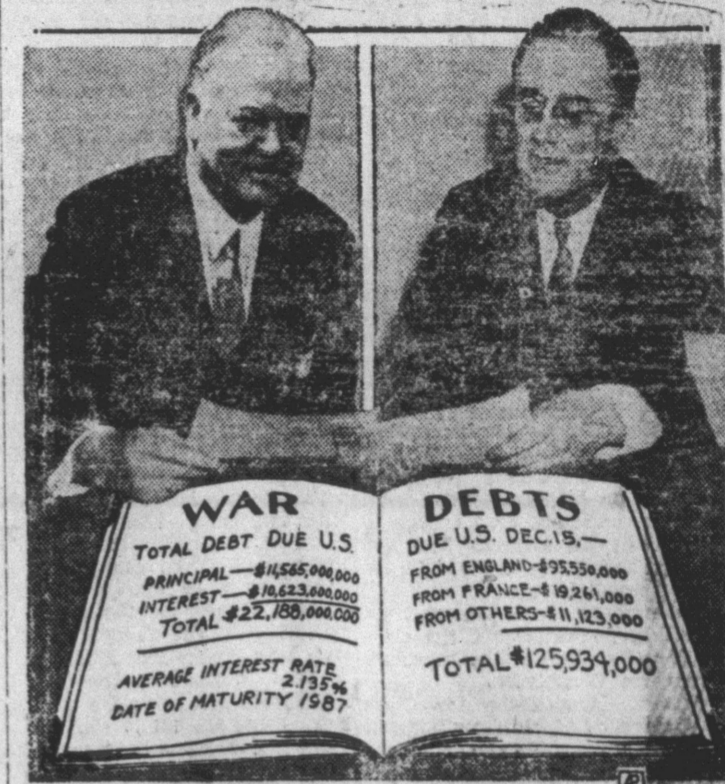 WAR
TOTAL DEBT DUE U.S.
PRINCIPAL—$11,565,000,000
INTEREST—$10,623,000,000
TOTAL $22,188,000,000
AVERAGE INTEREST RATE
2.135%
DATE OF MATURITY 1987
DEBTS
DUE U.S. DEC. 15,—
FROM ENGLAND-$95,550,000
FROM FRANCE-$19,261,000
FROM OTHERS-$11,123,000
TOTAL $125,934,000